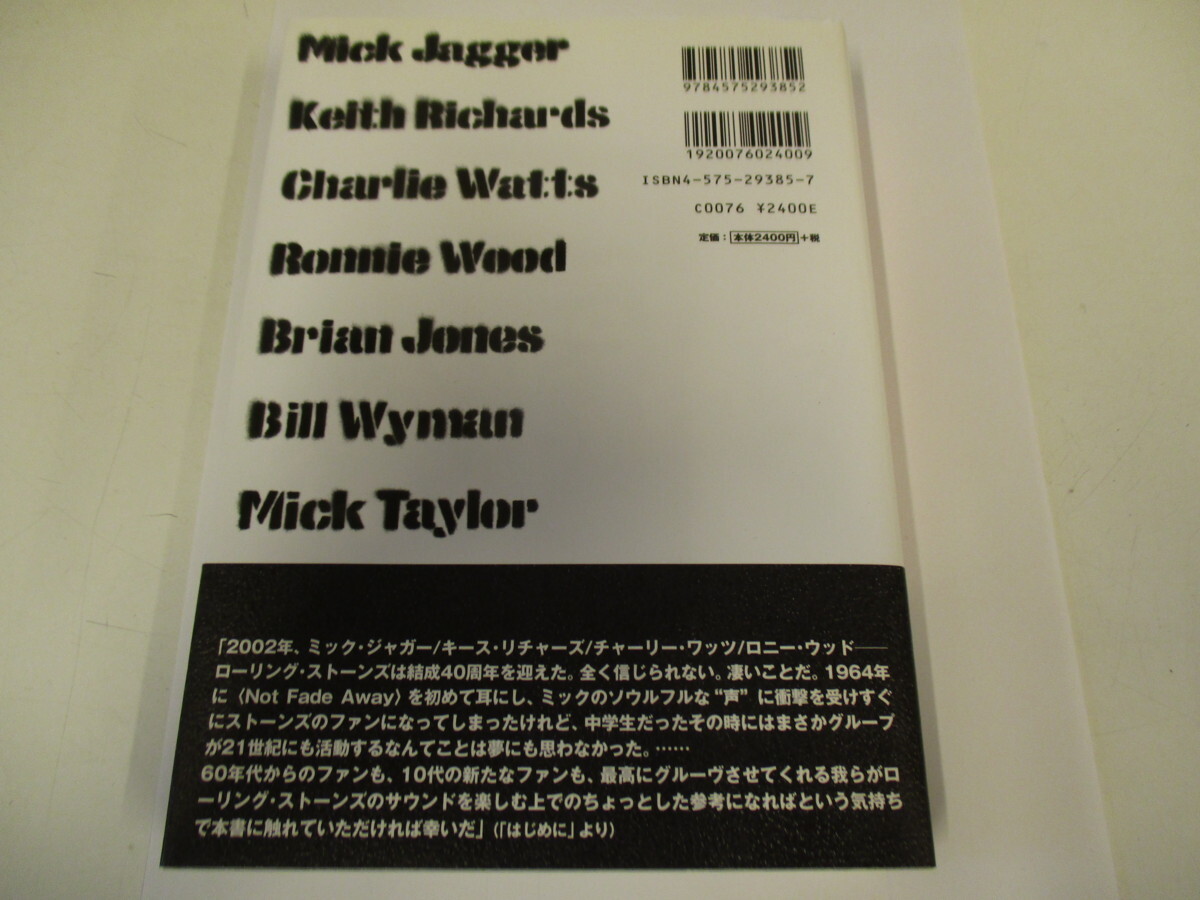 Mick Jagger
Keith Richards
Charlie Watts
Ronnie Wood
Brian Jones
Bill Wyman
Mick Taylor
9784575293852
1920076024009
ISBN4-575-29385-7
C0076 ¥2400E
定価：本体2400円+税
「2002年、ミック・ジャガー/キース・リチャーズ/チャーリー・ワッツ/ロニー・ウッド──
ローリング・ストーンズは結成40周年を迎えた。全く信じられない。凄いことだ。1964年
に〈Not Fade Away〉を初めて耳にし、ミックのソウルフルな“声”に衝撃を受けすぐ
にストーンズのファンになってしまったけれど、中学生だったその時にはまさかグループ
が21世紀にも活動するなんてことは夢にも思わなかった。……
60年代からのファンも、10代の新たなファンも、最高にグルーヴさせてくれる我らがロ
ーリング・ストーンズのサウンドを楽しむ上でのちょっとした参考になればという気持ち
で本書に触れていただければ幸いだ」(「はじめに」より)